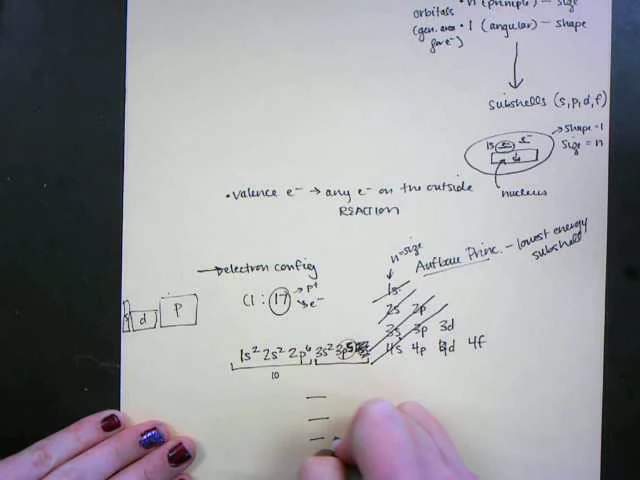 • n (principle) – size
orbitals
(gen. area • l (angular) – shape
for e⁻)
subshells (s, p, d, f)
→ shape - l
size = n
1s e⁻ e⁻
nucleus
• valence e⁻ → any e⁻ on the outside
REACTION
n=size
Aufbau Princ. – lowest energy
subshell
→ electron config
Cl : 17 → p⁺
→ e⁻
d p
1s
2s 2p
3s 3p 3d
4s 4p 4d 4f
1s² 2s² 2p⁶ 3s² 3p⁵
10